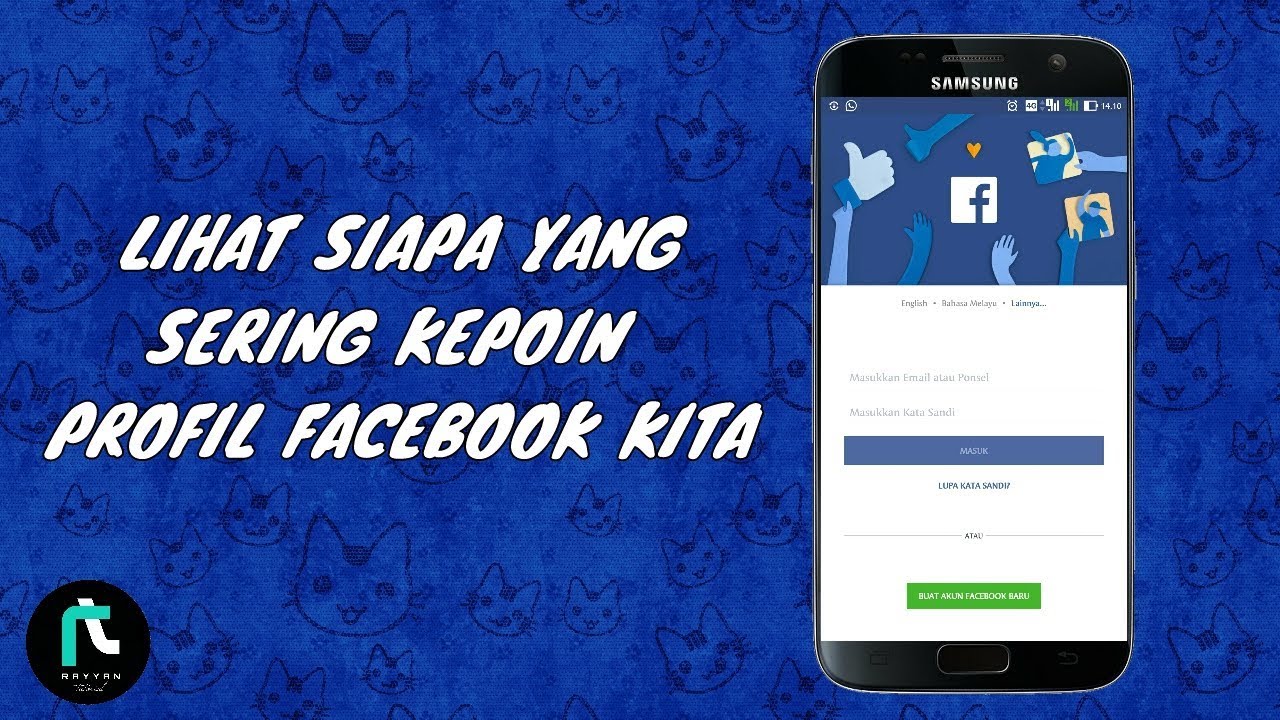 LIHAT SIAPA YANG
SERING KEPOIN
PROFIL FACEBOOK KITA
RAYYAN
SAMSUNG
4G 14.10
f
English • Bahasa Melayu • Lainnya...
Masukkan Email atau Ponsel
Masukkan Kata Sandi
MASUK
LUPA KATA SANDI?
ATAU
BUAT AKUN FACEBOOK BARU